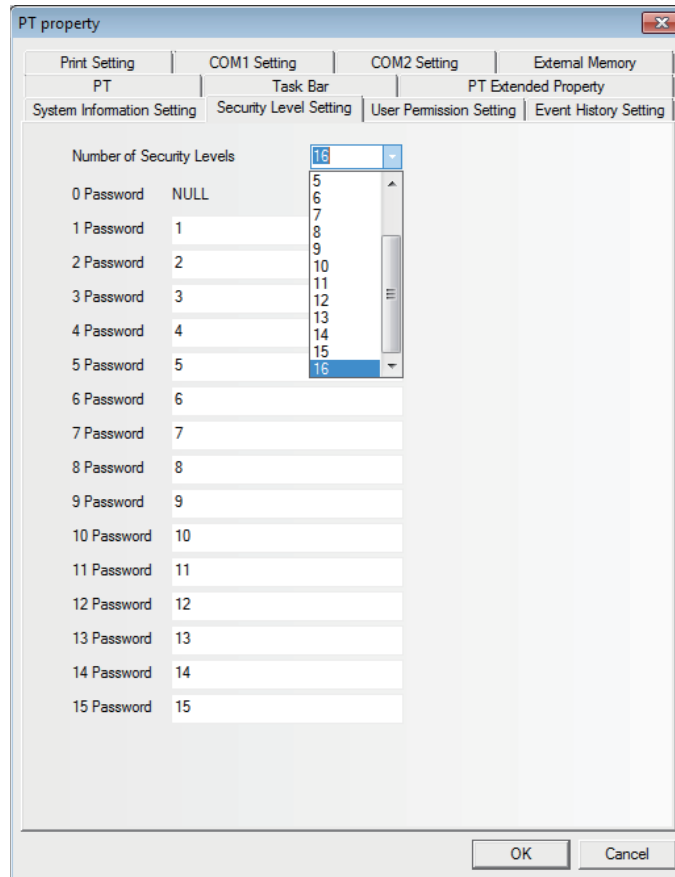 PT property
Print Setting COM1 Setting COM2 Setting External Memory
PT Task Bar PT Extended Property
System Information Setting Security Level Setting User Permission Setting Event History Setting
Number of Security Levels 16
5
6
7
8
9
10
11
12
13
14
15
16
0 Password NULL
1 Password 1
2 Password 2
3 Password 3
4 Password 4
5 Password 5
6 Password 6
7 Password 7
8 Password 8
9 Password 9
10 Password 10
11 Password 11
12 Password 12
13 Password 13
14 Password 14
15 Password 15
OK Cancel